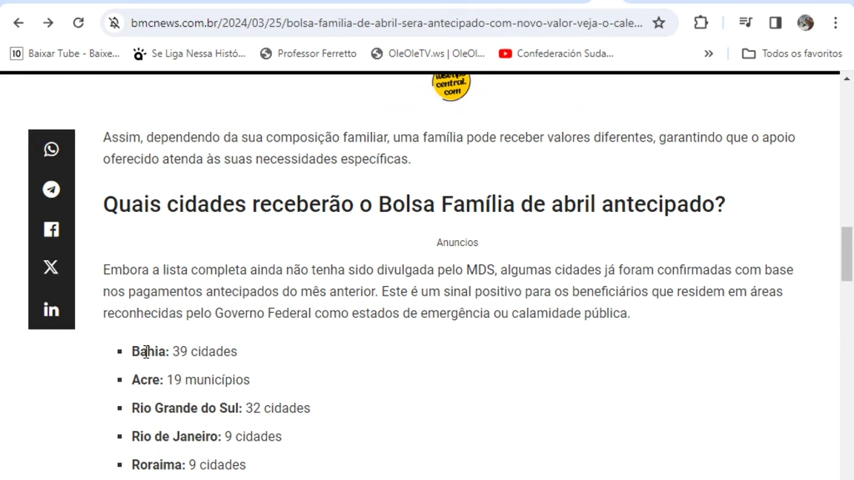 bmcnews.com.br/2024/03/25/bolsa-familia-de-abril-sera-antecipado-com-novo-valor-veja-o-cale...
10 Baixar Tube - Baixe... Se Liga Nessa Histó... Professor Ferretto OleOleTV.ws | OleOl... Confederación Suda... » Todos os favoritos
central.
com
Assim, dependendo da sua composição familiar, uma família pode receber valores diferentes, garantindo que o apoio
oferecido atenda às suas necessidades específicas.
Quais cidades receberão o Bolsa Família de abril antecipado?
Anuncios
Embora a lista completa ainda não tenha sido divulgada pelo MDS, algumas cidades já foram confirmadas com base
nos pagamentos antecipados do mês anterior. Este é um sinal positivo para os beneficiários que residem em áreas
reconhecidas pelo Governo Federal como estados de emergência ou calamidade pública.
Bahia: 39 cidades
Acre: 19 municípios
Rio Grande do Sul: 32 cidades
Rio de Janeiro: 9 cidades
Roraima: 9 cidades